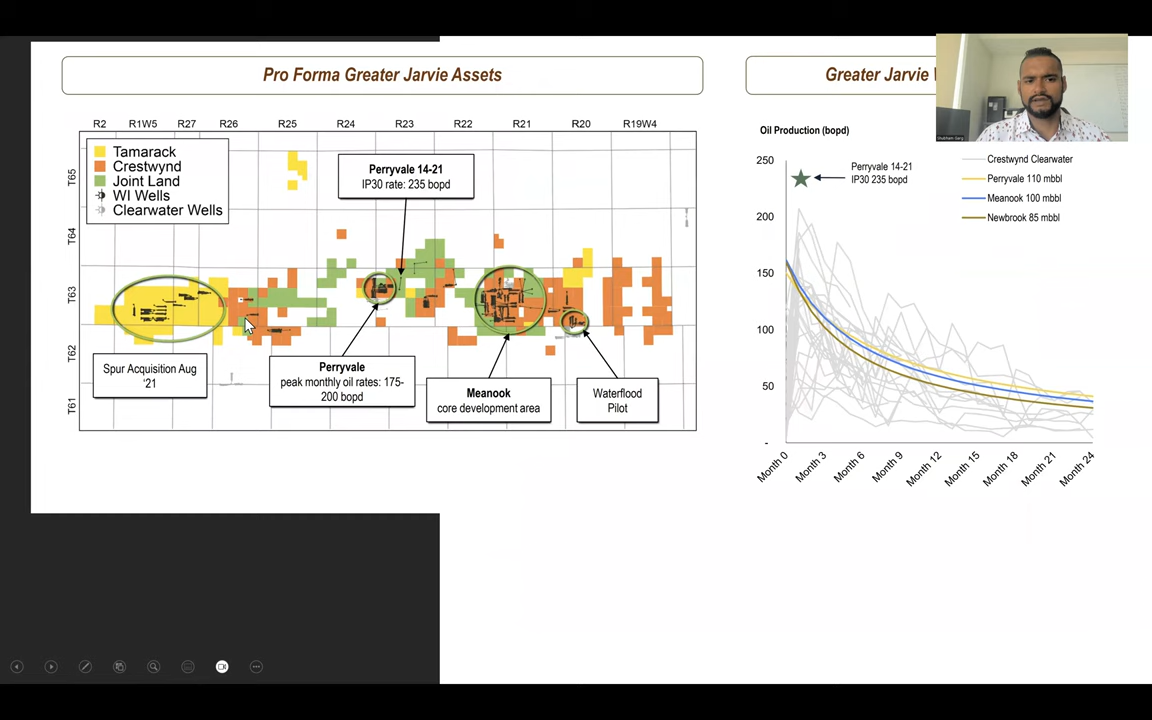 Pro Forma Greater Jarvie Assets
Greater Jarvie
R2 R1W5 R27 R26 R25 R24 R23 R22 R21 R20 R19W4
T65
T64
T63
T62
T61
Tamarack
Crestwynd
Joint Land
WI Wells
Clearwater Wells
Perryvale 14-21
IP30 rate: 235 bopd
Spur Acquisition Aug
'21
Perryvale
peak monthly oil rates: 175-
200 bopd
Meanook
core development area
Waterflood
Pilot
Oil Production (bopd)
250
200
150
100
50
-
Perryvale 14-21
IP30 235 bopd
Crestwynd Clearwater
Perryvale 110 mbbl
Meanook 100 mbbl
Newbrook 85 mbbl
Month 0
Month 3
Month 6
Month 9
Month 12
Month 15
Month 18
Month 21
Month 24